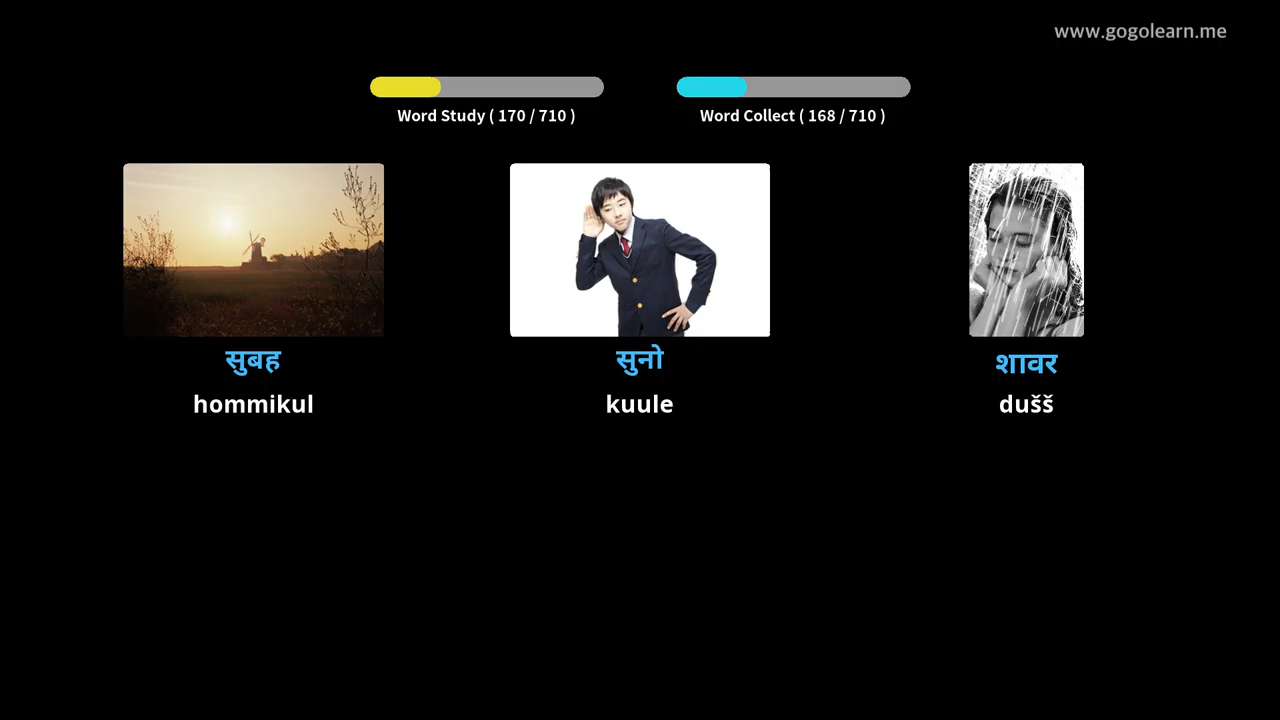 www.gogolearn.me
Word Study ( 170 / 710 )
Word Collect ( 168 / 710 )
सुबह
सुनो
शावर
hommikul
kuule
dušš